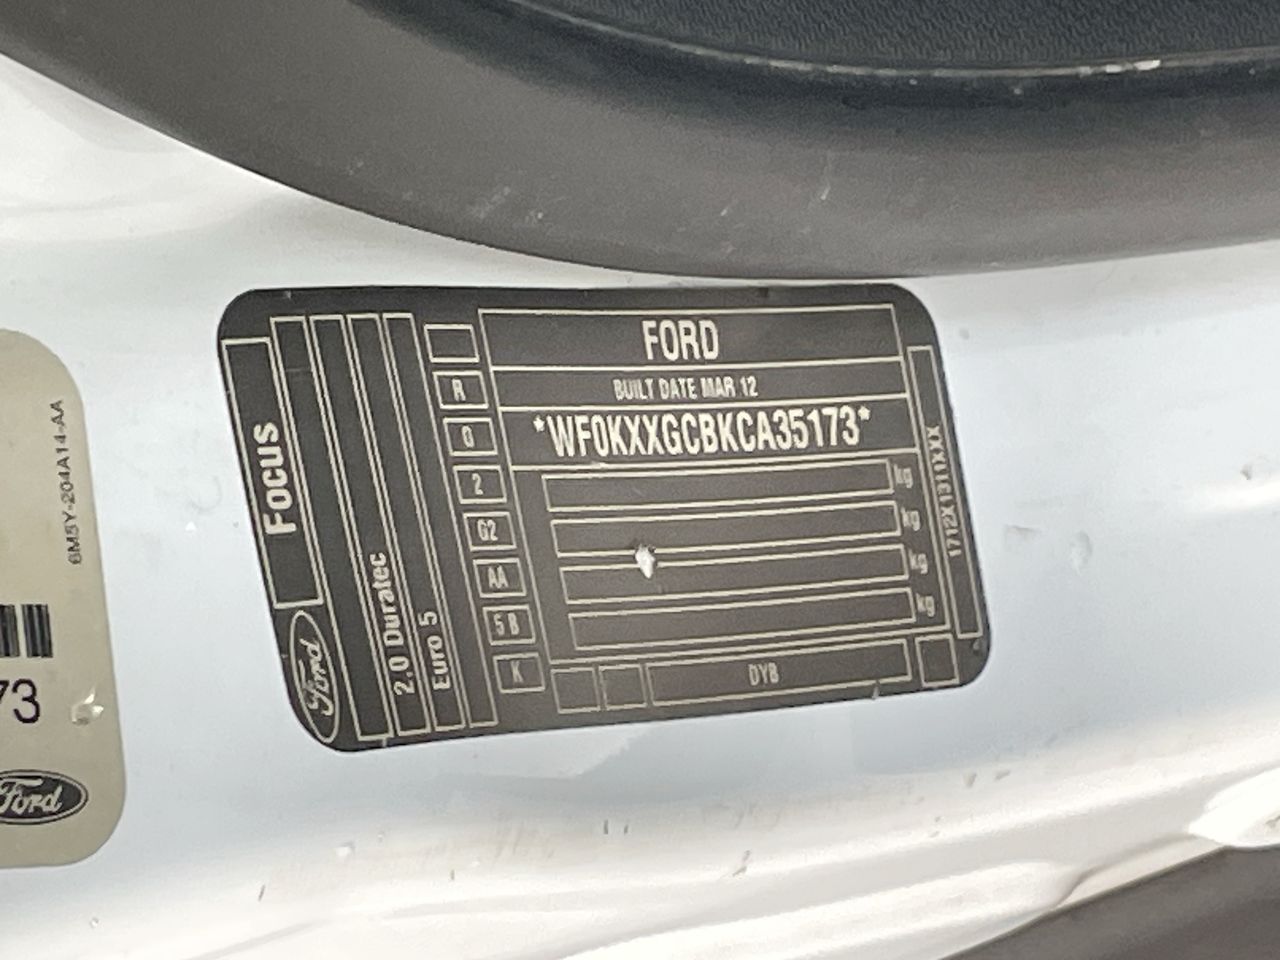 6M5Y-204A14-AA
73
Ford
Focus
Ford
2.0 Duratec
Euro 5
R
2
G2
AA
5 B
K
FORD
BUILT DATE MAR 12
*WF0KXXGCBKCA35173*
kg
kg
kg
kg
DYB
1712X1311XXX